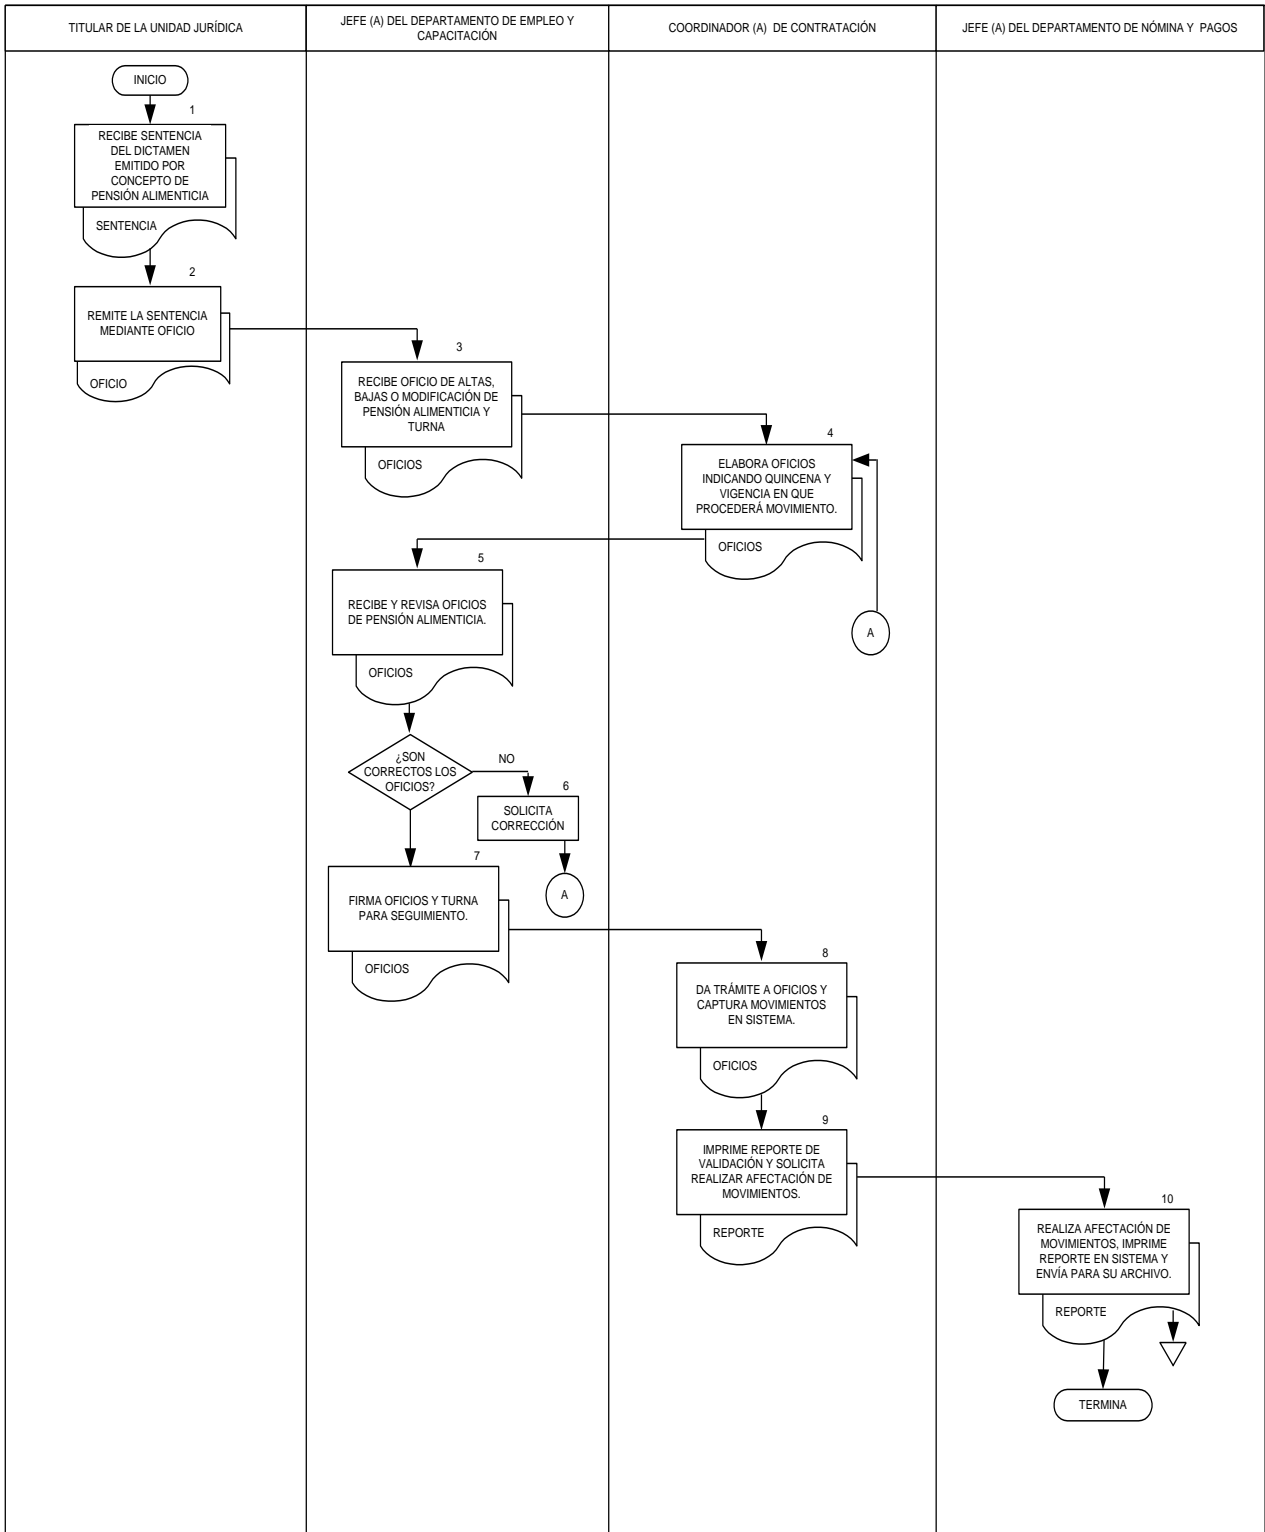 TITULAR DE LA UNIDAD JURÍDICA
JEFE (A) DEL DEPARTAMENTO DE EMPLEO Y
CAPACITACIÓN
COORDINADOR (A) DE CONTRATACIÓN
JEFE (A) DEL DEPARTAMENTO DE NÓMINA Y PAGOS
INICIO
1
RECIBE SENTENCIA
DEL DICTAMEN
EMITIDO POR
CONCEPTO DE
PENSIÓN ALIMENTICIA
SENTENCIA
2
REMITE LA SENTENCIA
MEDIANTE OFICIO
OFICIO
3
RECIBE OFICIO DE ALTAS,
BAJAS O MODIFICACIÓN DE
PENSIÓN ALIMENTICIA Y
TURNA
OFICIOS
4
ELABORA OFICIOS
INDICANDO QUINCENA Y
VIGENCIA EN QUE
PROCEDERÁ MOVIMIENTO.
OFICIOS
A
5
RECIBE Y REVISA OFICIOS
DE PENSIÓN ALIMENTICIA.
OFICIOS
¿SON
CORRECTOS LOS
OFICIOS?
NO
6
SOLICITA
CORRECCIÓN
A
7
FIRMA OFICIOS Y TURNA
PARA SEGUIMIENTO.
OFICIOS
8
DA TRÁMITE A OFICIOS Y
CAPTURA MOVIMIENTOS
EN SISTEMA.
OFICIOS
9
IMPRIME REPORTE DE
VALIDACIÓN Y SOLICITA
REALIZAR AFECTACIÓN DE
MOVIMIENTOS.
REPORTE
10
REALIZA AFECTACIÓN DE
MOVIMIENTOS, IMPRIME
REPORTE EN SISTEMA Y
ENVÍA PARA SU ARCHIVO.
REPORTE
TERMINA